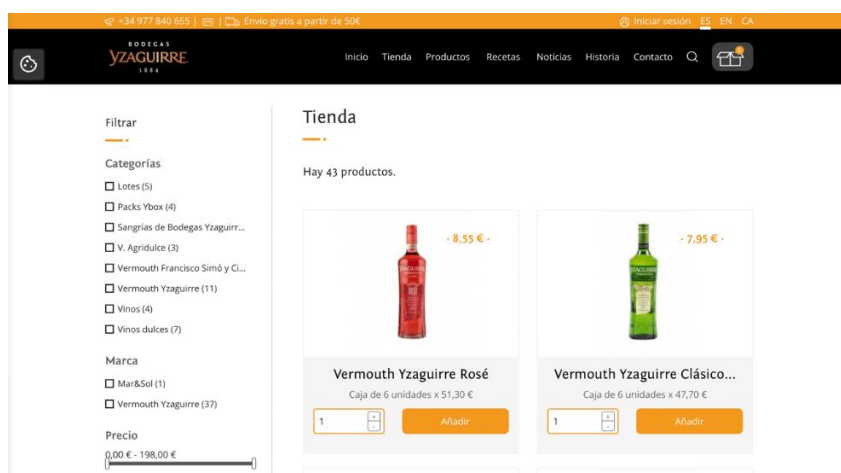 +34 977 840 655 | | Envío gratis a partir de 50€
Iniciar sesión ES EN CA
BODEGAS
YZAGUIRRE
1884
Inicio Tienda Productos Recetas Noticias Historia Contacto
0
Filtrar
Categorías
Lotes (5)
Packs Ybox (4)
Sangrías de Bodegas Yzaguirr...
V. Agridulce (3)
Vermouth Francisco Simó y Ci...
Vermouth Yzaguirre (11)
Vinos (4)
Vinos dulces (7)
Marca
Mar&Sol (1)
Vermouth Yzaguirre (37)
Precio
0,00 € - 198,00 €
Tienda
Hay 43 productos.
- 8,55 € -
YZAGUIRRE
Vermouth Yzaguirre Rosé
Caja de 6 unidades x 51,30 €
1 + - Añadir
- 7,95 € -
YZAGUIRRE
Vermouth Yzaguirre Clásico...
Caja de 6 unidades x 47,70 €
1 + - Añadir